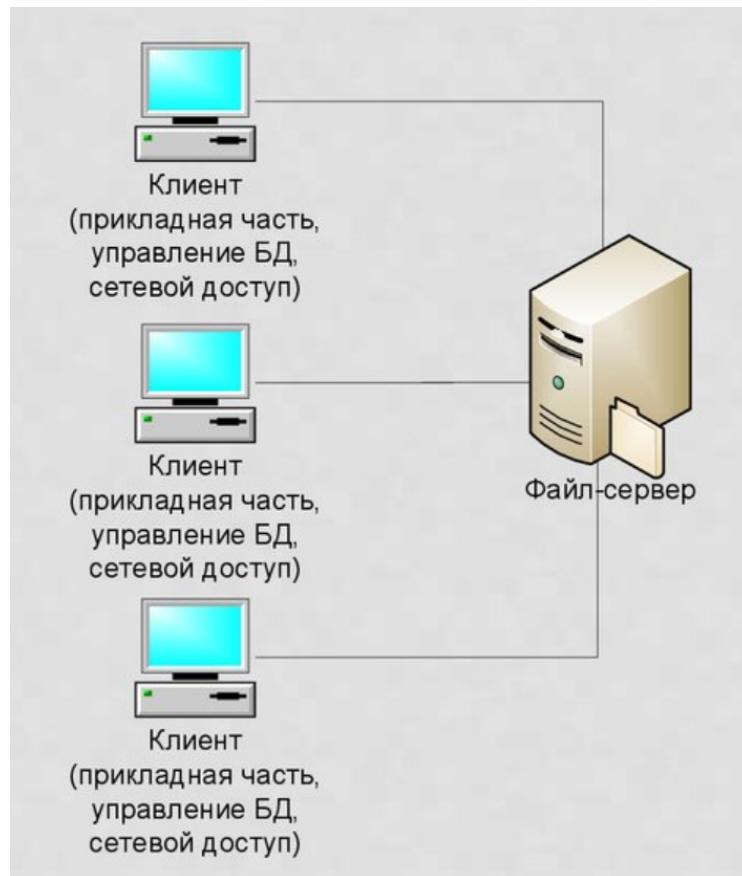 Клиент
(прикладная часть,
управление БД,
сетевой доступ)
Клиент
(прикладная часть,
управление БД,
сетевой доступ)
Файл-сервер
Клиент
(прикладная часть,
управление БД,
сетевой доступ)